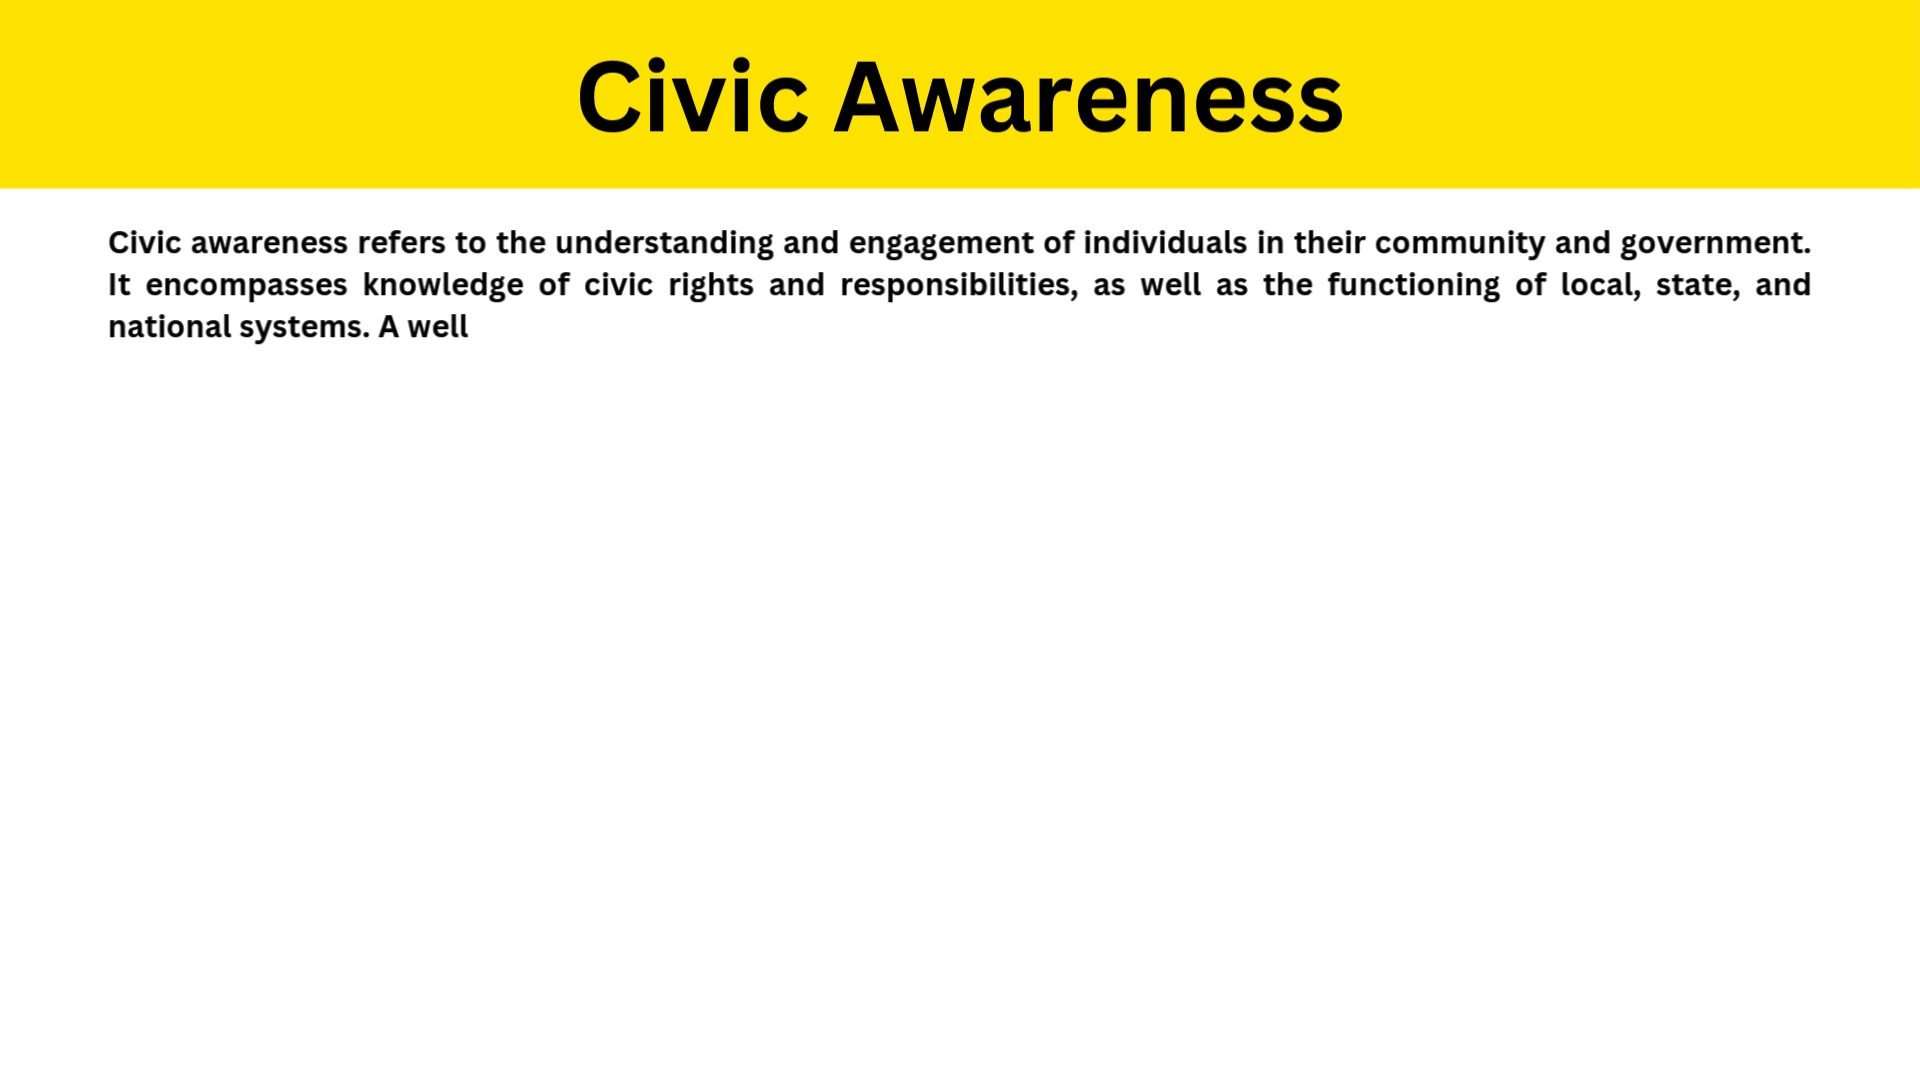 Civic Awareness
Civic awareness refers to the understanding and engagement of individuals in their community and government.
It encompasses knowledge of civic rights and responsibilities, as well as the functioning of local, state, and
national systems. A well